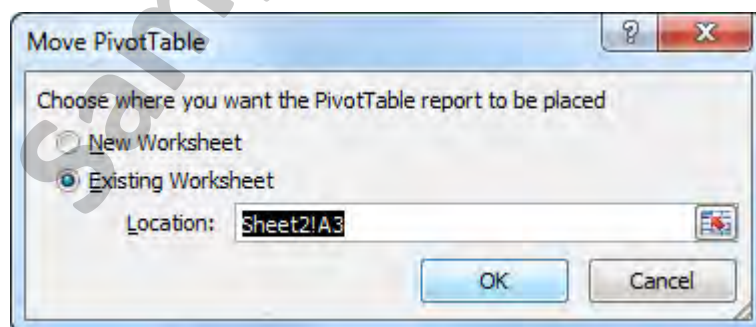 Move PivotTable
Choose where you want the PivotTable report to be placed
New Worksheet
Existing Worksheet
Location: Sheet2!A3
OK Cancel